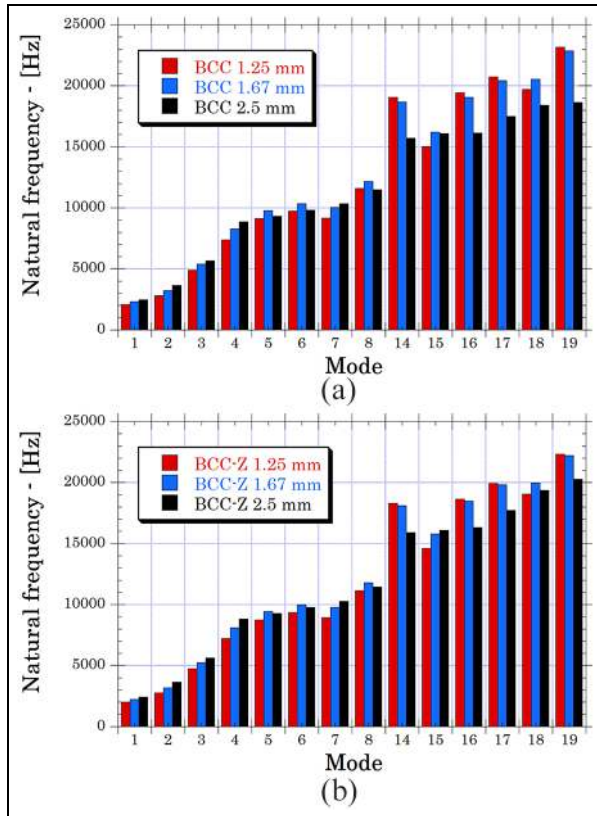 25000
20000
15000
10000
5000
0
Natural frequency - [Hz]
BCC 1.25 mm
BCC 1.67 mm
BCC 2.5 mm
1 2 3 4 5 6 7 8 14 15 16 17 18 19
Mode
(a)
25000
20000
15000
10000
5000
0
Natural frequency - [Hz]
BCC-Z 1.25 mm
BCC-Z 1.67 mm
BCC-Z 2.5 mm
1 2 3 4 5 6 7 8 14 15 16 17 18 19
Mode
(b)